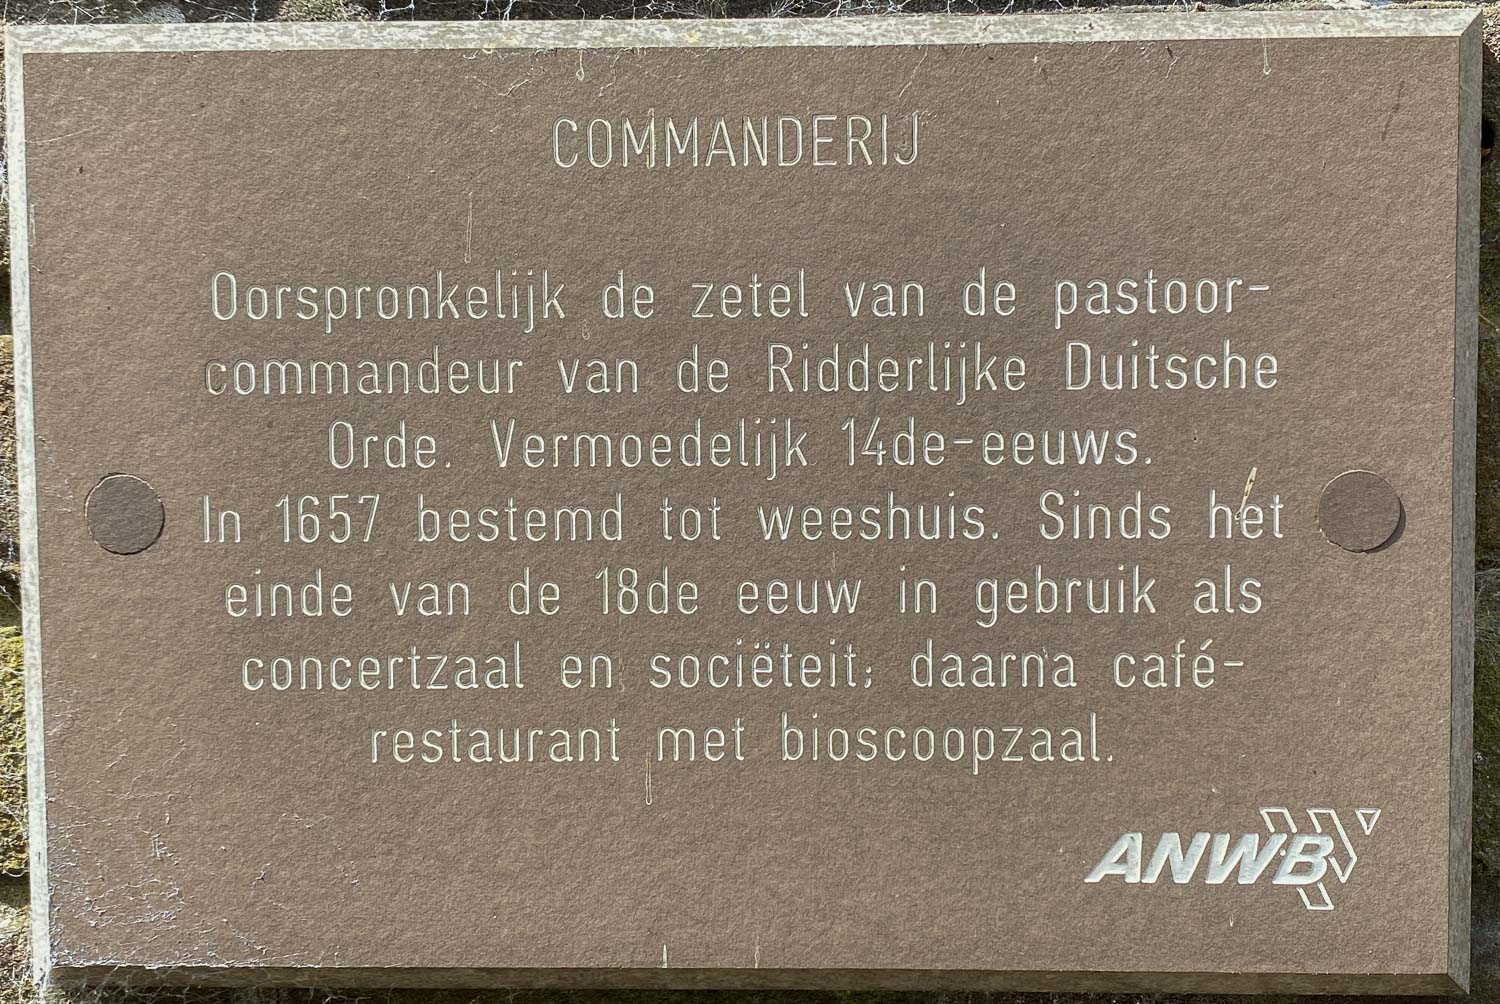 COMMANDERIJ
Oorspronkelijk de zetel van de pastoor-
commandeur van de Ridderlijke Duitsche
Orde. Vermoedelijk 14de-eeuws.
In 1657 bestemd tot weeshuis. Sinds het
einde van de 18de eeuw in gebruik als
concertzaal en sociëteit; daarna café-
restaurant met bioscoopzaal.
ANWB